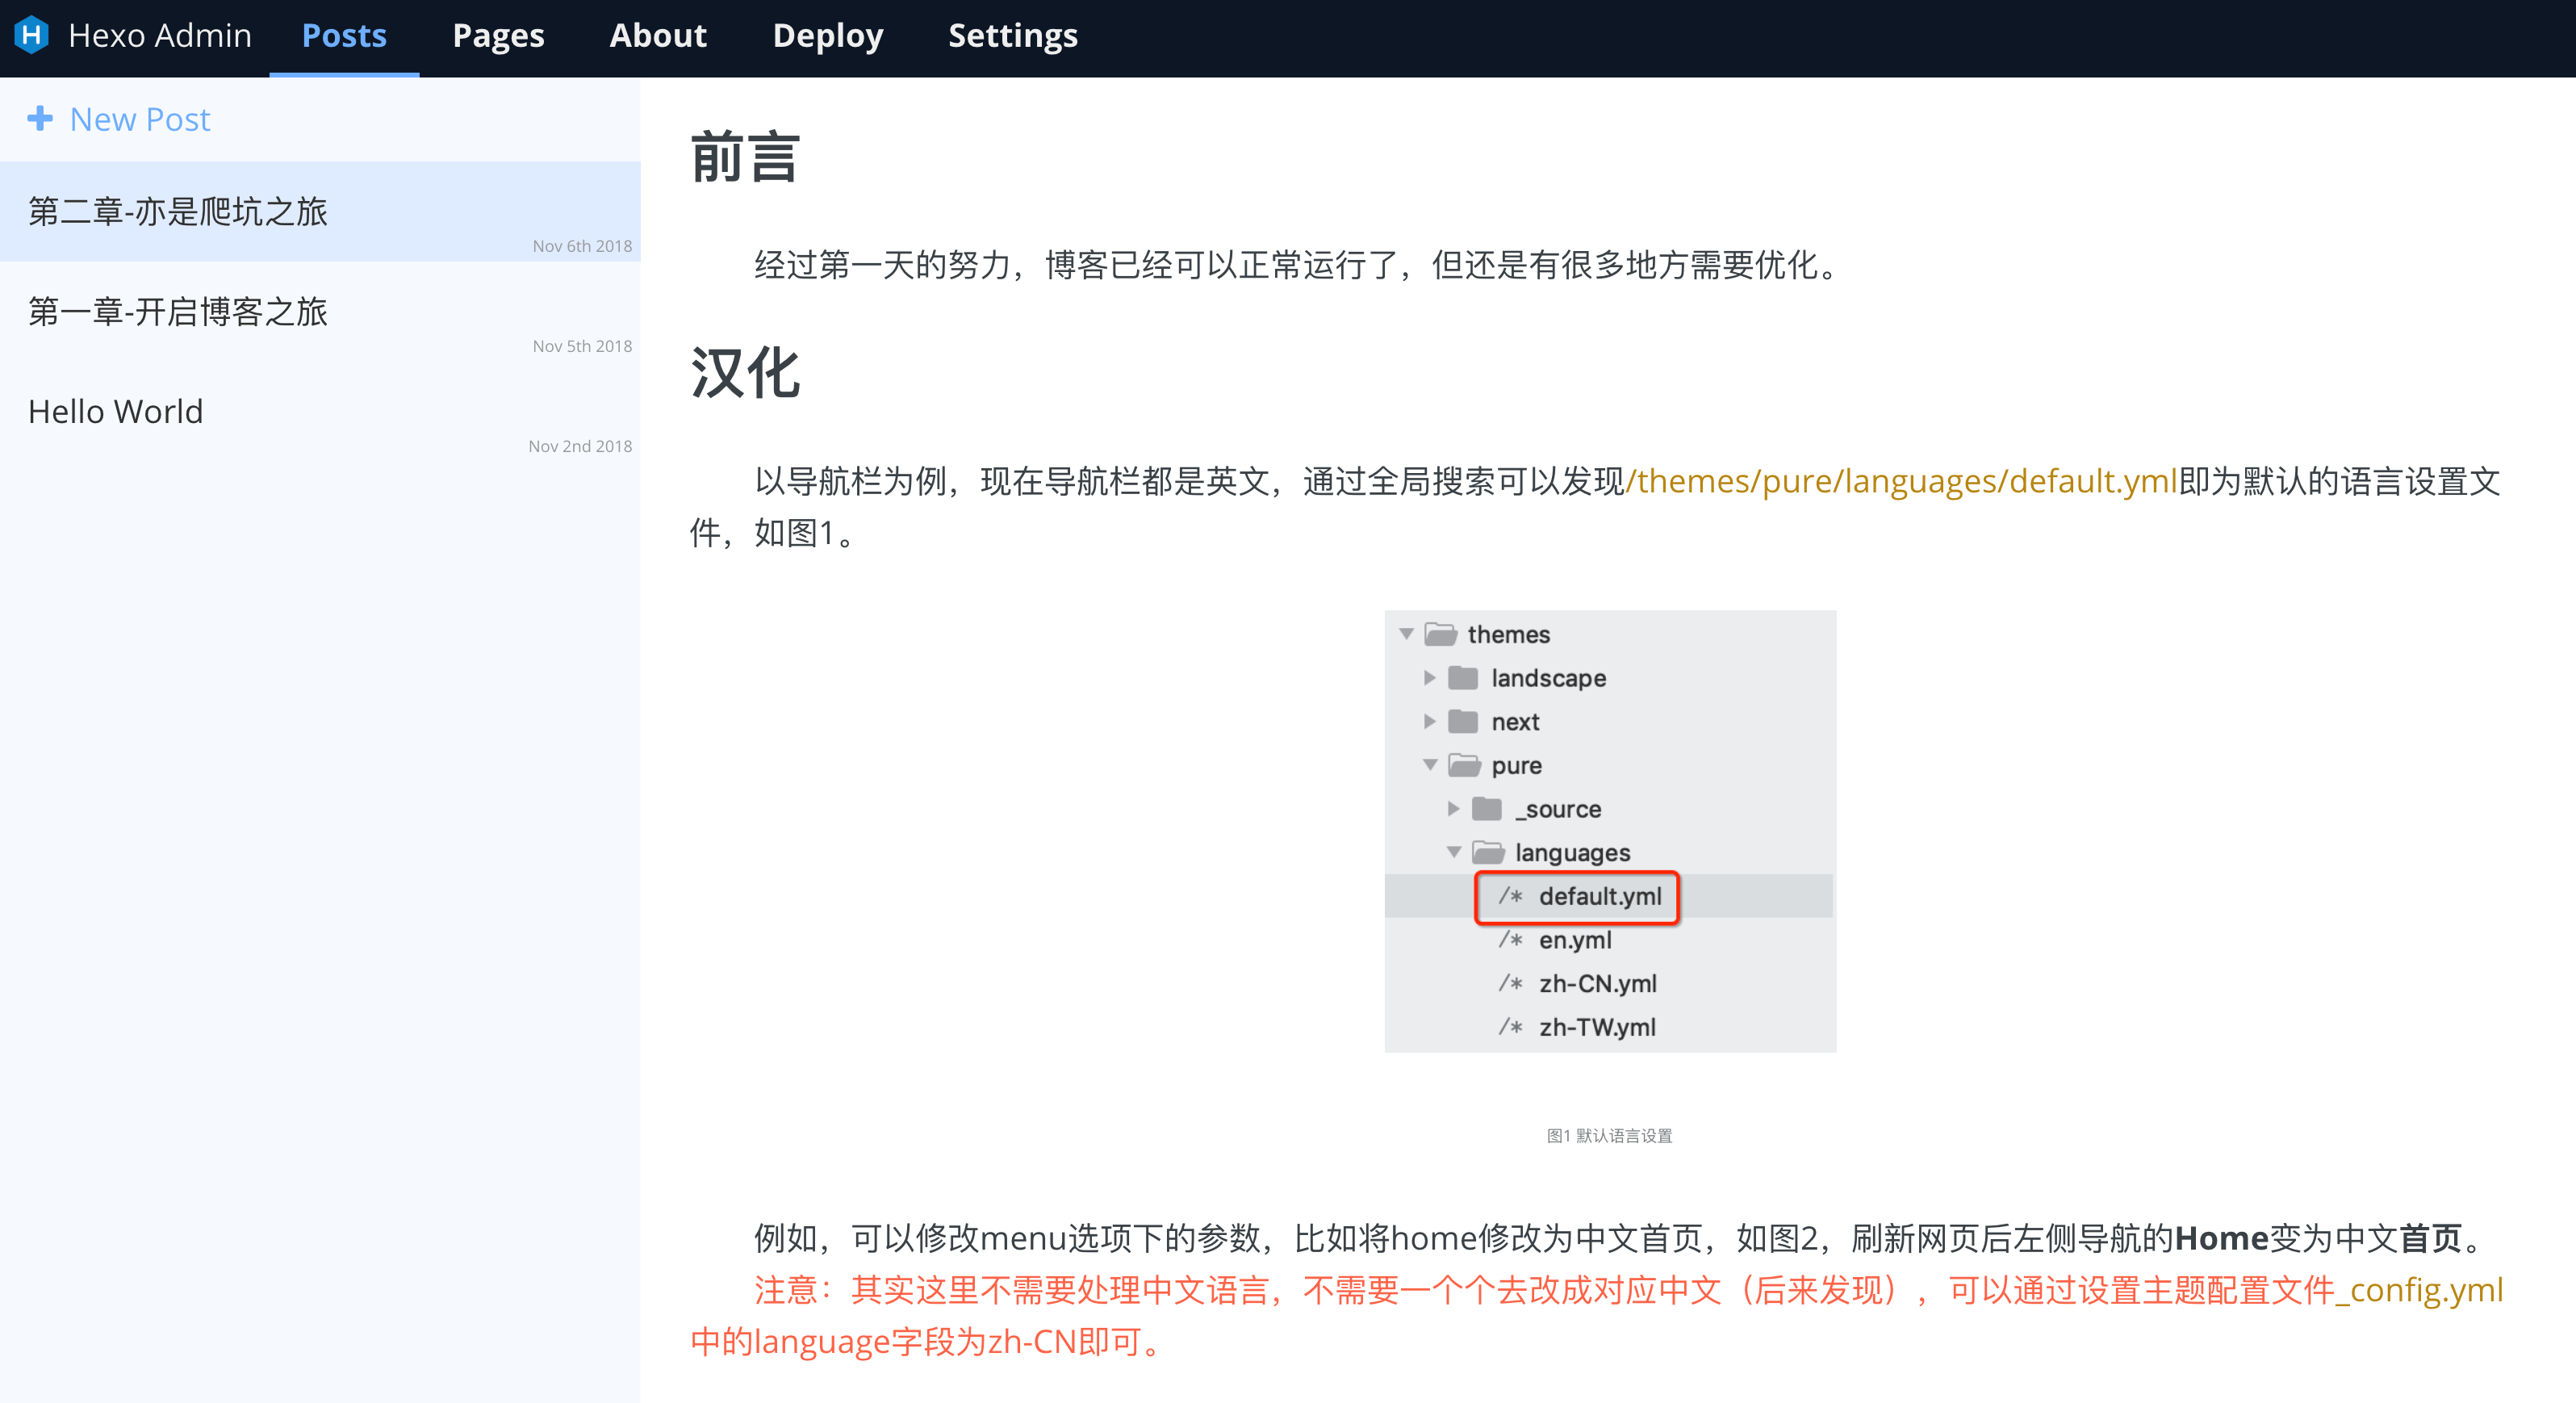 Hexo Admin Posts Pages About Deploy Settings
New Post
第二章-亦是爬坑之旅
Nov 6th 2018
第一章-开启博客之旅
Nov 5th 2018
Hello World
Nov 2nd 2018
前言
经过第一天的努力，博客已经可以正常运行了，但还是有很多地方需要优化。
汉化
以导航栏为例，现在导航栏都是英文，通过全局搜索可以发现/themes/pure/languages/default.yml即为默认的语言设置文
件，如图1。
themes
landscape
next
pure
_source
languages
/* default.yml
/* en.yml
/* zh-CN.yml
/* zh-TW.yml
图1 默认语言设置
例如，可以修改menu选项下的参数，比如将home修改为中文首页，如图2，刷新网页后左侧导航的Home变为中文首页。
注意：其实这里不需要处理中文语言，不需要一个个去改成对应中文（后来发现），可以通过设置主题配置文件_config.yml
中的language字段为zh-CN即可。